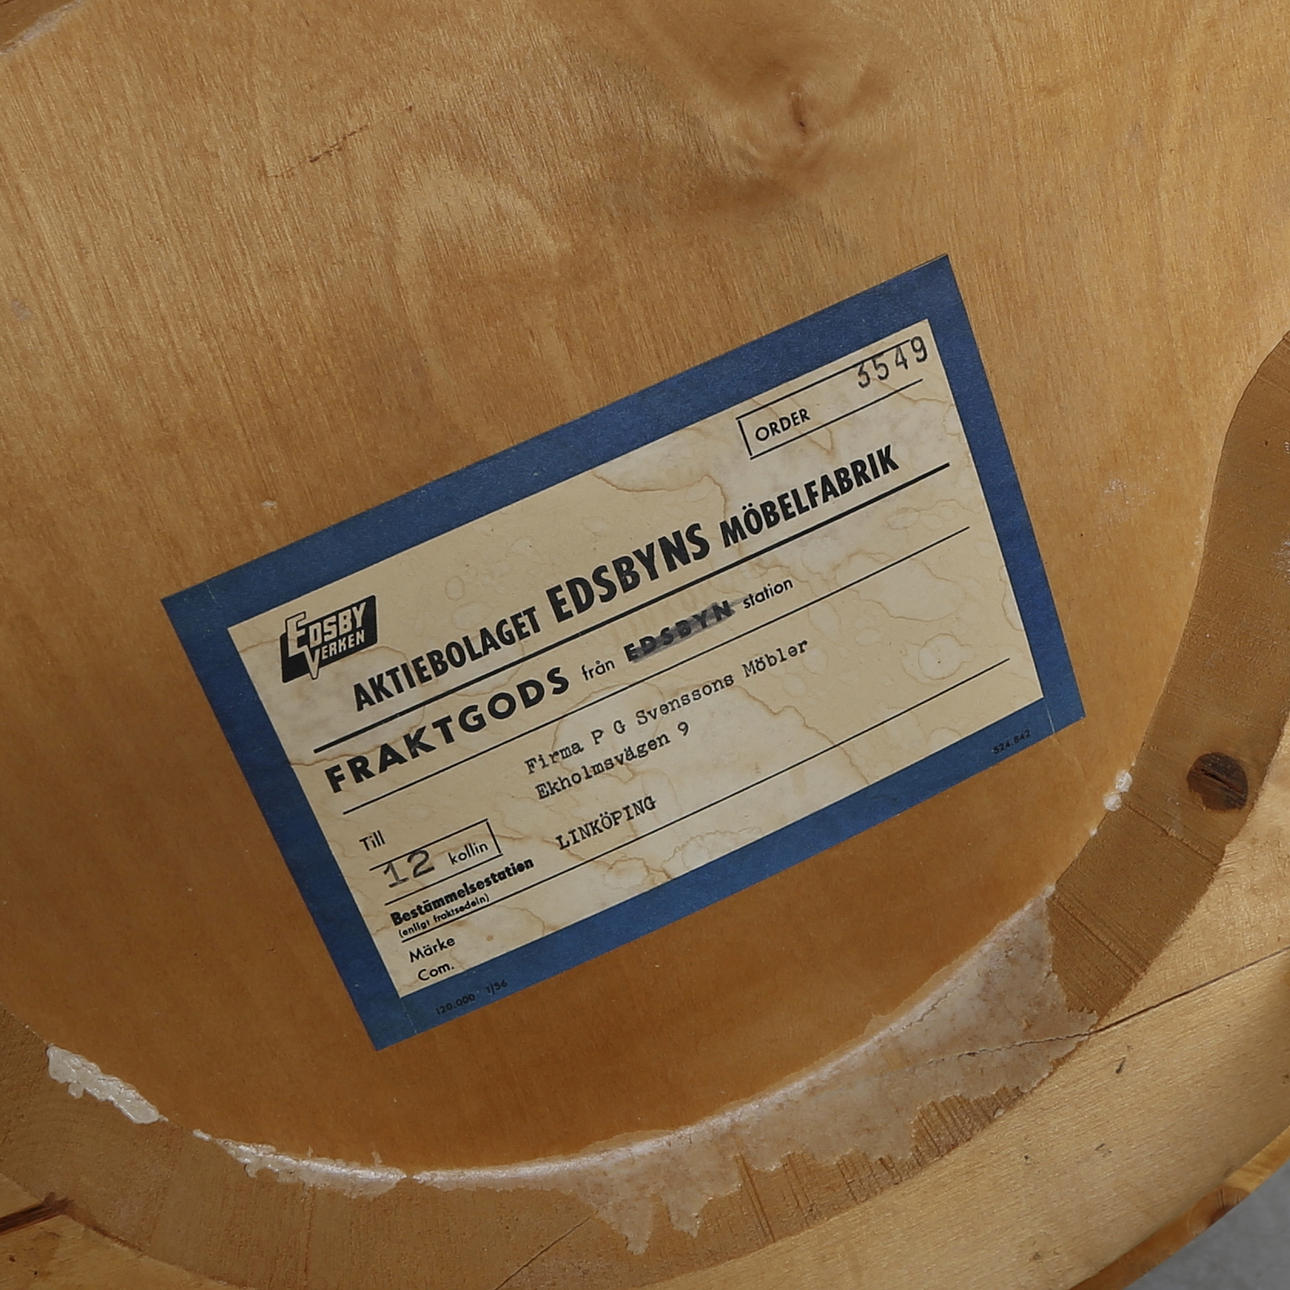 ORDER 3549
EDSBY
VERKEN
AKTIEBOLAGET EDSBYNS MÖBELFABRIK
FRAKTGODS från EDSBYN station
Firma P G Svenssons Möbler
Ekholmsvägen 9
Till
12 kollin
LINKÖPING
Bestämmelsestation
(enligt fraktsedeln)
Märke
Com.
120.000 1/56
524.842